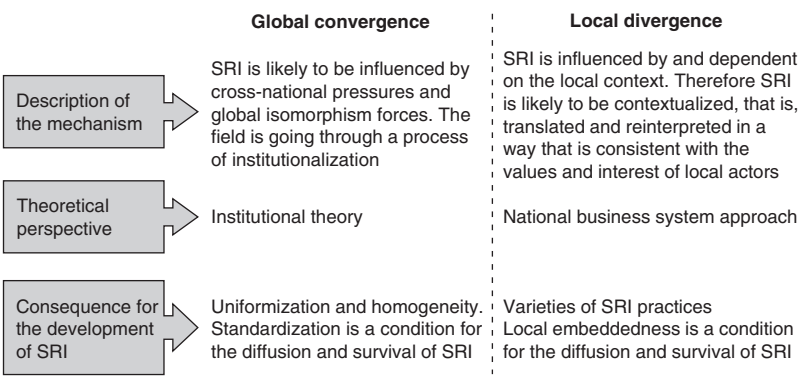 Global convergence
Local divergence
Description of
the mechanism
SRI is likely to be influenced by
cross-national pressures and
global isomorphism forces. The
field is going through a process
of institutionalization
SRI is influenced by and dependent
on the local context. Therefore SRI
is likely to be contextualized, that is,
translated and reinterpreted in a
way that is consistent with the
values and interest of local actors
Theoretical
perspective
Institutional theory
National business system approach
Consequence for
the development
of SRI
Uniformization and homogeneity.
Standardization is a condition for
the diffusion and survival of SRI
Varieties of SRI practices
Local embeddedness is a condition
for the diffusion and survival of SRI